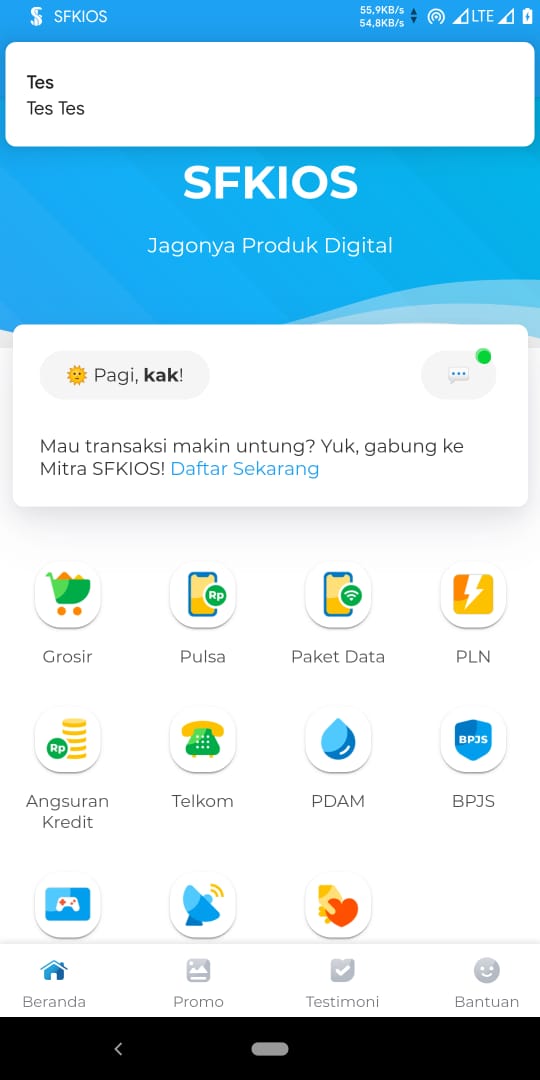 SFKIOS
55,9KB/s
54,8KB/s
LTE
Tes
Tes Tes
SFKIOS
Jagonya Produk Digital
Pagi, kak!
Mau transaksi makin untung? Yuk, gabung ke
Mitra SFKIOS! Daftar Sekarang
Rp
Grosir Pulsa Paket Data PLN
Rp
BPJS
Angsuran Telkom PDAM BPJS
Kredit
Beranda Promo Testimoni Bantuan